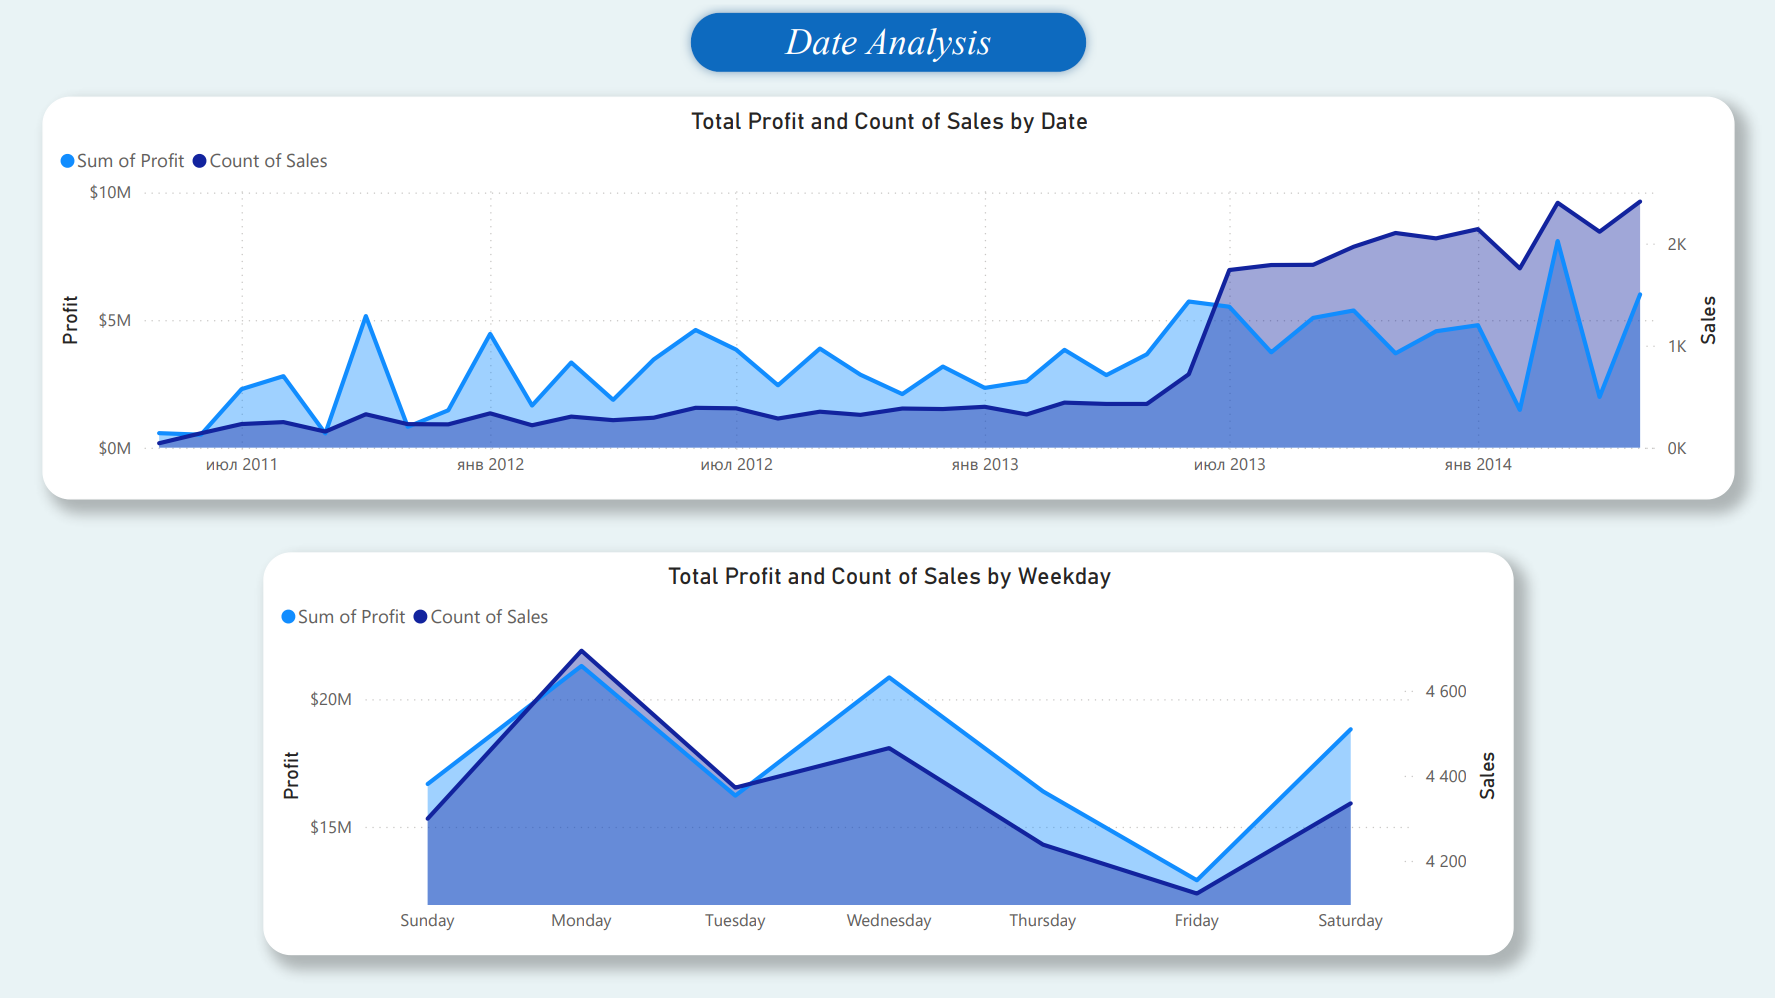 Date Analysis
Total Profit and Count of Sales by Date
Sum of Profit Count of Sales
$10M
$5M
$0M
Profit
2K
1K
0K
Sales
июл 2011 янв 2012 июл 2012 янв 2013 июл 2013 янв 2014
Total Profit and Count of Sales by Weekday
Sum of Profit Count of Sales
$20M
$15M
Profit
4 600
4 400
4 200
Sales
Sunday Monday Tuesday Wednesday Thursday Friday Saturday